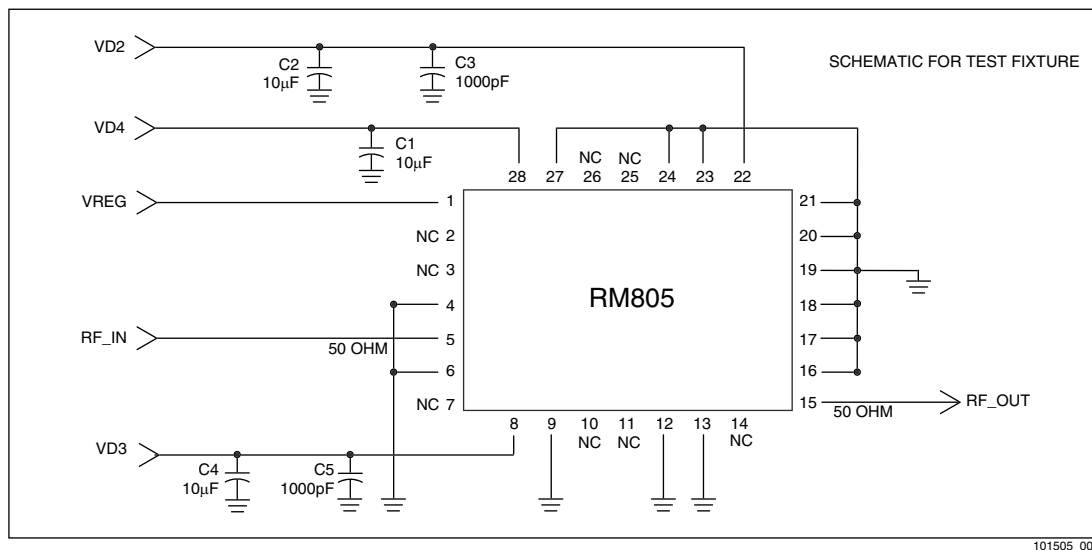 VD2
C2
10µF
C3
1000pF
SCHEMATIC FOR TEST FIXTURE
VD4
C1
10µF
NC
NC
28
27
26
25
24
23
22
VREG
1
NC 2
NC 3
4
RF_IN
50 OHM
5
6
NC 7
RM805
21
20
19
18
17
16
15
50 OHM
RF_OUT
8
9
10
11
12
13
14
NC
NC
NC
VD3
C4
10µF
C5
1000pF